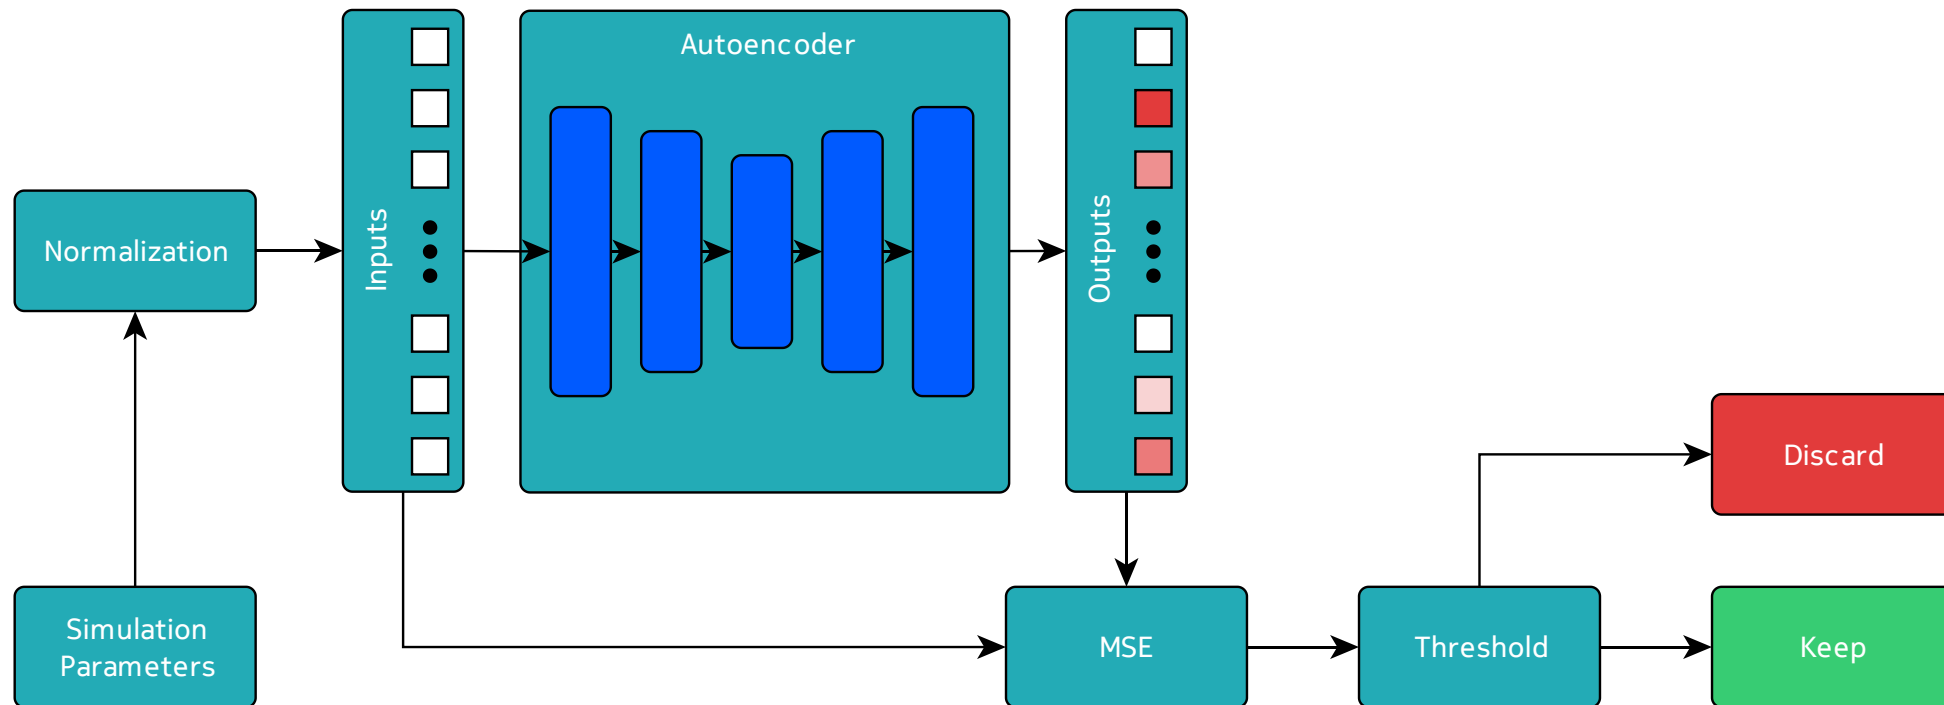 Autoencoder
Normalization
Inputs
Outputs
Discard
Simulation
Parameters
MSE
Threshold
Keep